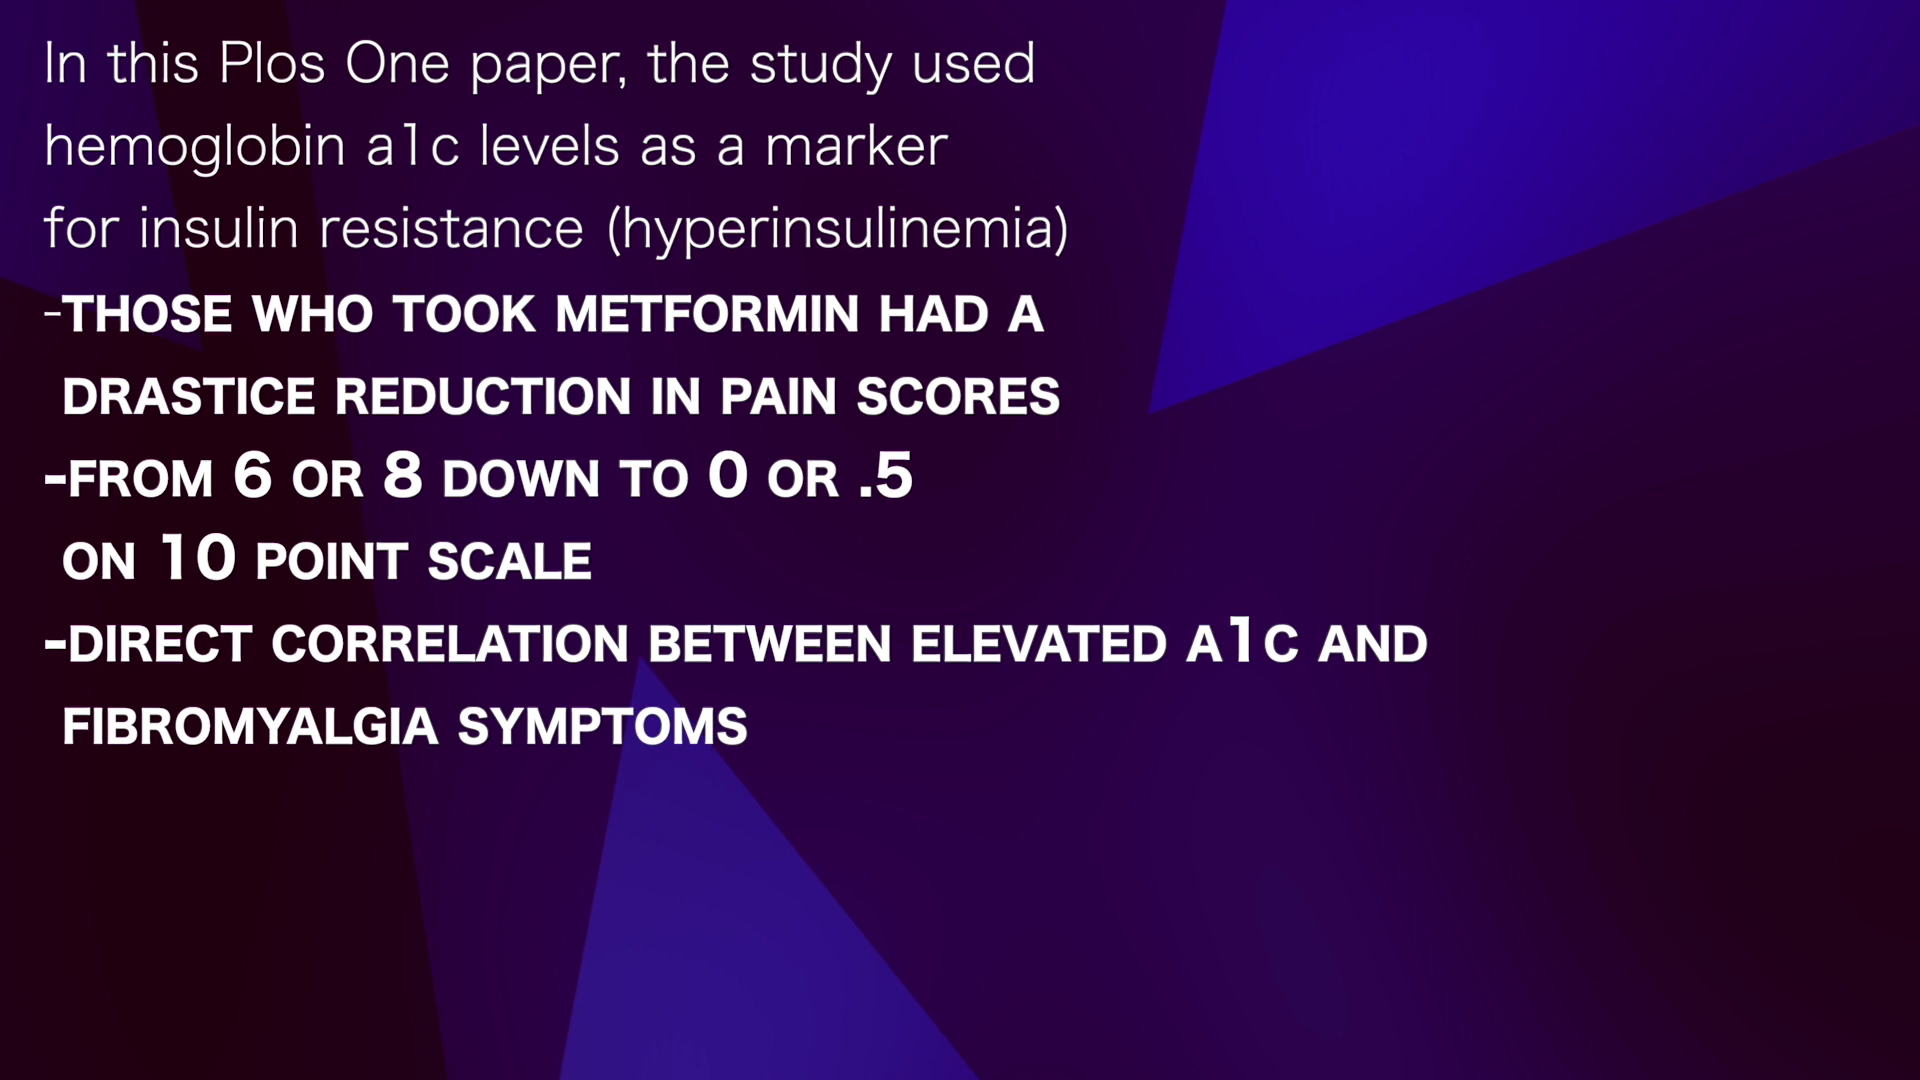 In this Plos One paper, the study used
hemoglobin a1c levels as a marker
for insulin resistance (hyperinsulinemia)
-THOSE WHO TOOK METFORMIN HAD A
DRASTICE REDUCTION IN PAIN SCORES
-FROM 6 OR 8 DOWN TO 0 OR .5
ON 10 POINT SCALE
-DIRECT CORRELATION BETWEEN ELEVATED A1C AND
FIBROMYALGIA SYMPTOMS